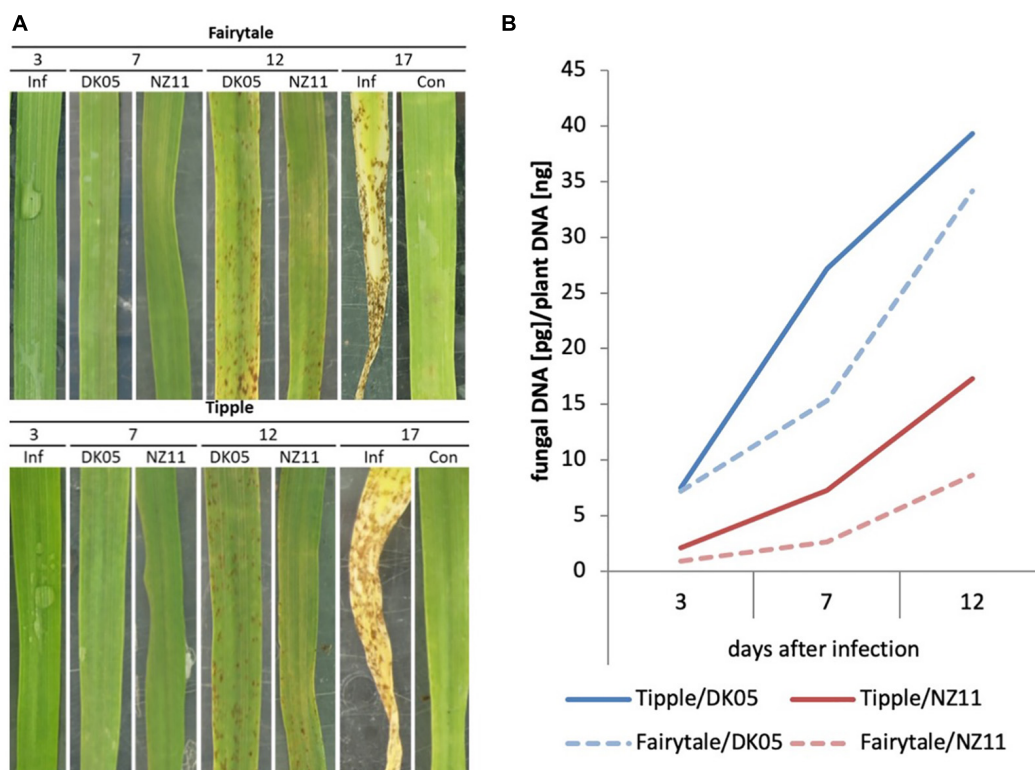 A
Fairytale
3 7 12 17
Inf DK05 NZ11 DK05 NZ11 Inf Con
Tipple
3 7 12 17
Inf DK05 NZ11 DK05 NZ11 Inf Con
B
fungal DNA [pg]/plant DNA [ng]
45
40
35
30
25
20
15
10
5
0
3 7 12
days after infection
Tipple/DK05 Tipple/NZ11
Fairytale/DK05 Fairytale/NZ11